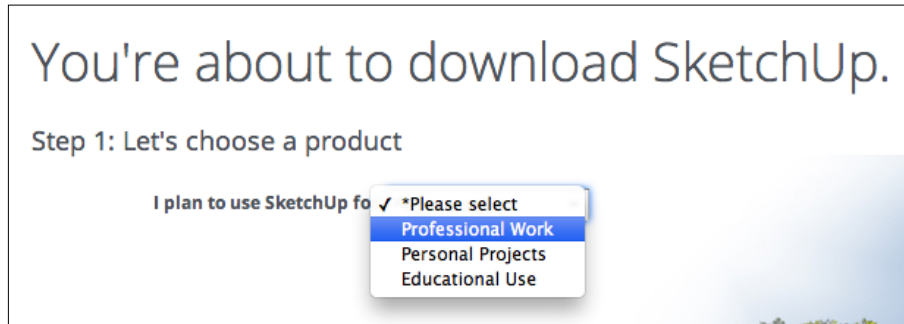 You're about to download SketchUp.
Step 1: Let's choose a product
I plan to use SketchUp fo ✓ *Please select
Professional Work
Personal Projects
Educational Use